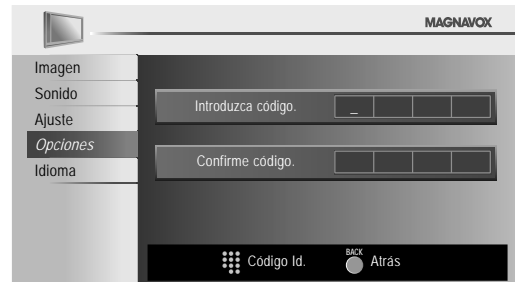 MAGNAVOX
Imagen
Sonido
Ajuste
Opciones
Idioma
Introduzca código. _
Confirme código.
Código Id. BACK Atrás